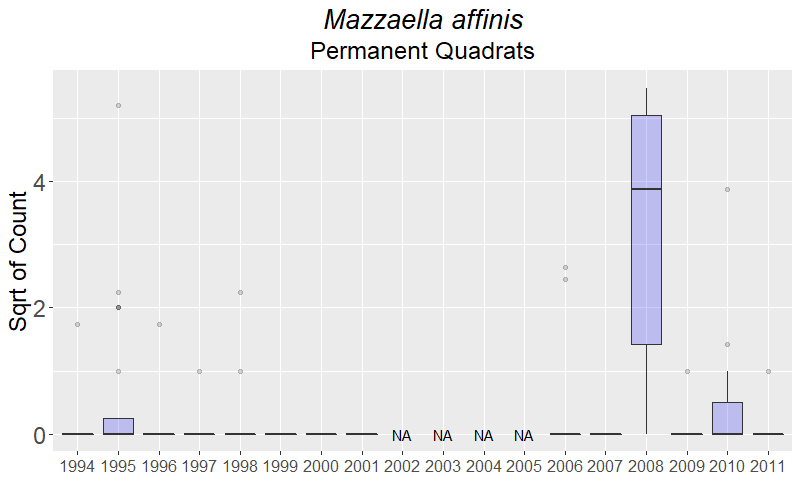 Mazzaella affinis
Permanent Quadrats
Sqrt of Count
4
2
0
NA NA NA NA
1994 1995 1996 1997 1998 1999 2000 2001 2002 2003 2004 2005 2006 2007 2008 2009 2010 2011